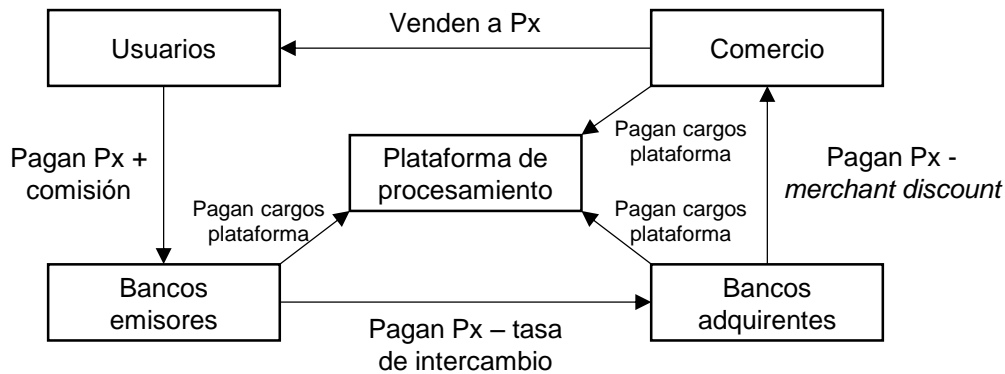 Venden a Px
Usuarios
Comercio
Pagan cargos
plataforma
Pagan Px +
comisión
Plataforma de
procesamiento
Pagan Px -
merchant discount
Pagan cargos
plataforma
Pagan cargos
plataforma
Bancos
emisores
Bancos
adquirentes
Pagan Px – tasa
de intercambio